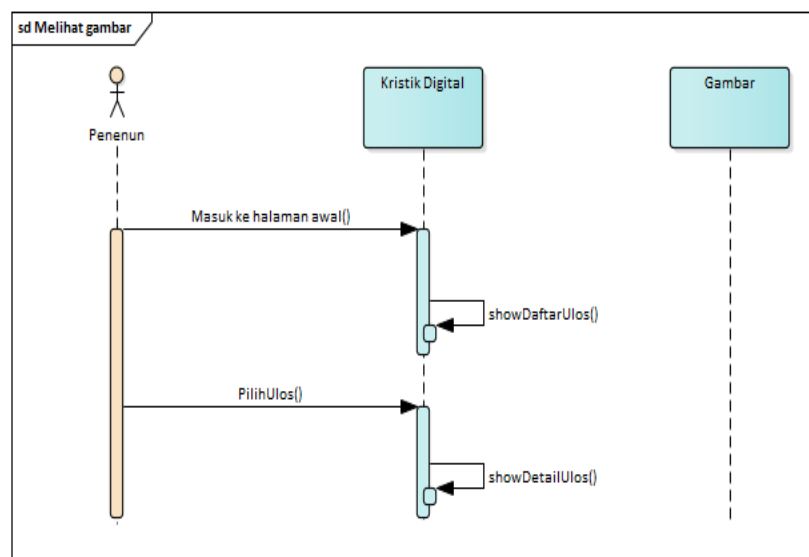 sd Melihat gambar
Penenun
Kristik Digital
Gambar
Masuk ke halaman awal()
showDaftarUlos()
PilihUlos()
showDetailUlos()